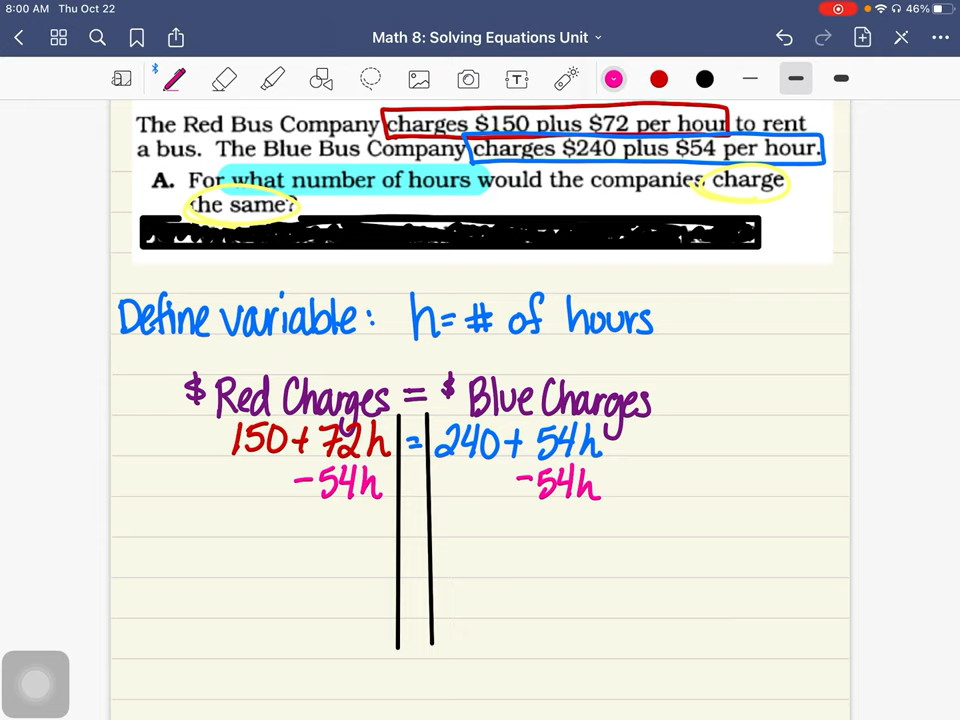 8:00 AM Thu Oct 22
46%
Math 8: Solving Equations Unit
The Red Bus Company charges $150 plus $72 per hour to rent
a bus. The Blue Bus Company charges $240 plus $54 per hour.
A. For what number of hours would the companies charge
the same?
Define variable: h = # of hours
$ Red Charges = $ Blue Charges
150 + 72h = 240 + 54h
-54h -54h